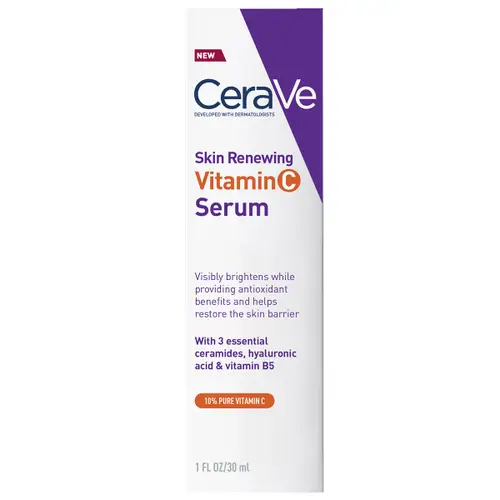 NEW
CeraVe
DEVELOPED WITH DERMATOLOGISTS
Skin Renewing
Vitamin C
Serum
Visibly brightens while
providing antioxidant
benefits and helps
restore the skin barrier
With 3 essential
ceramides, hyaluronic
acid & vitamin B5
10% PURE VITAMIN C
1 FL OZ/30 ml